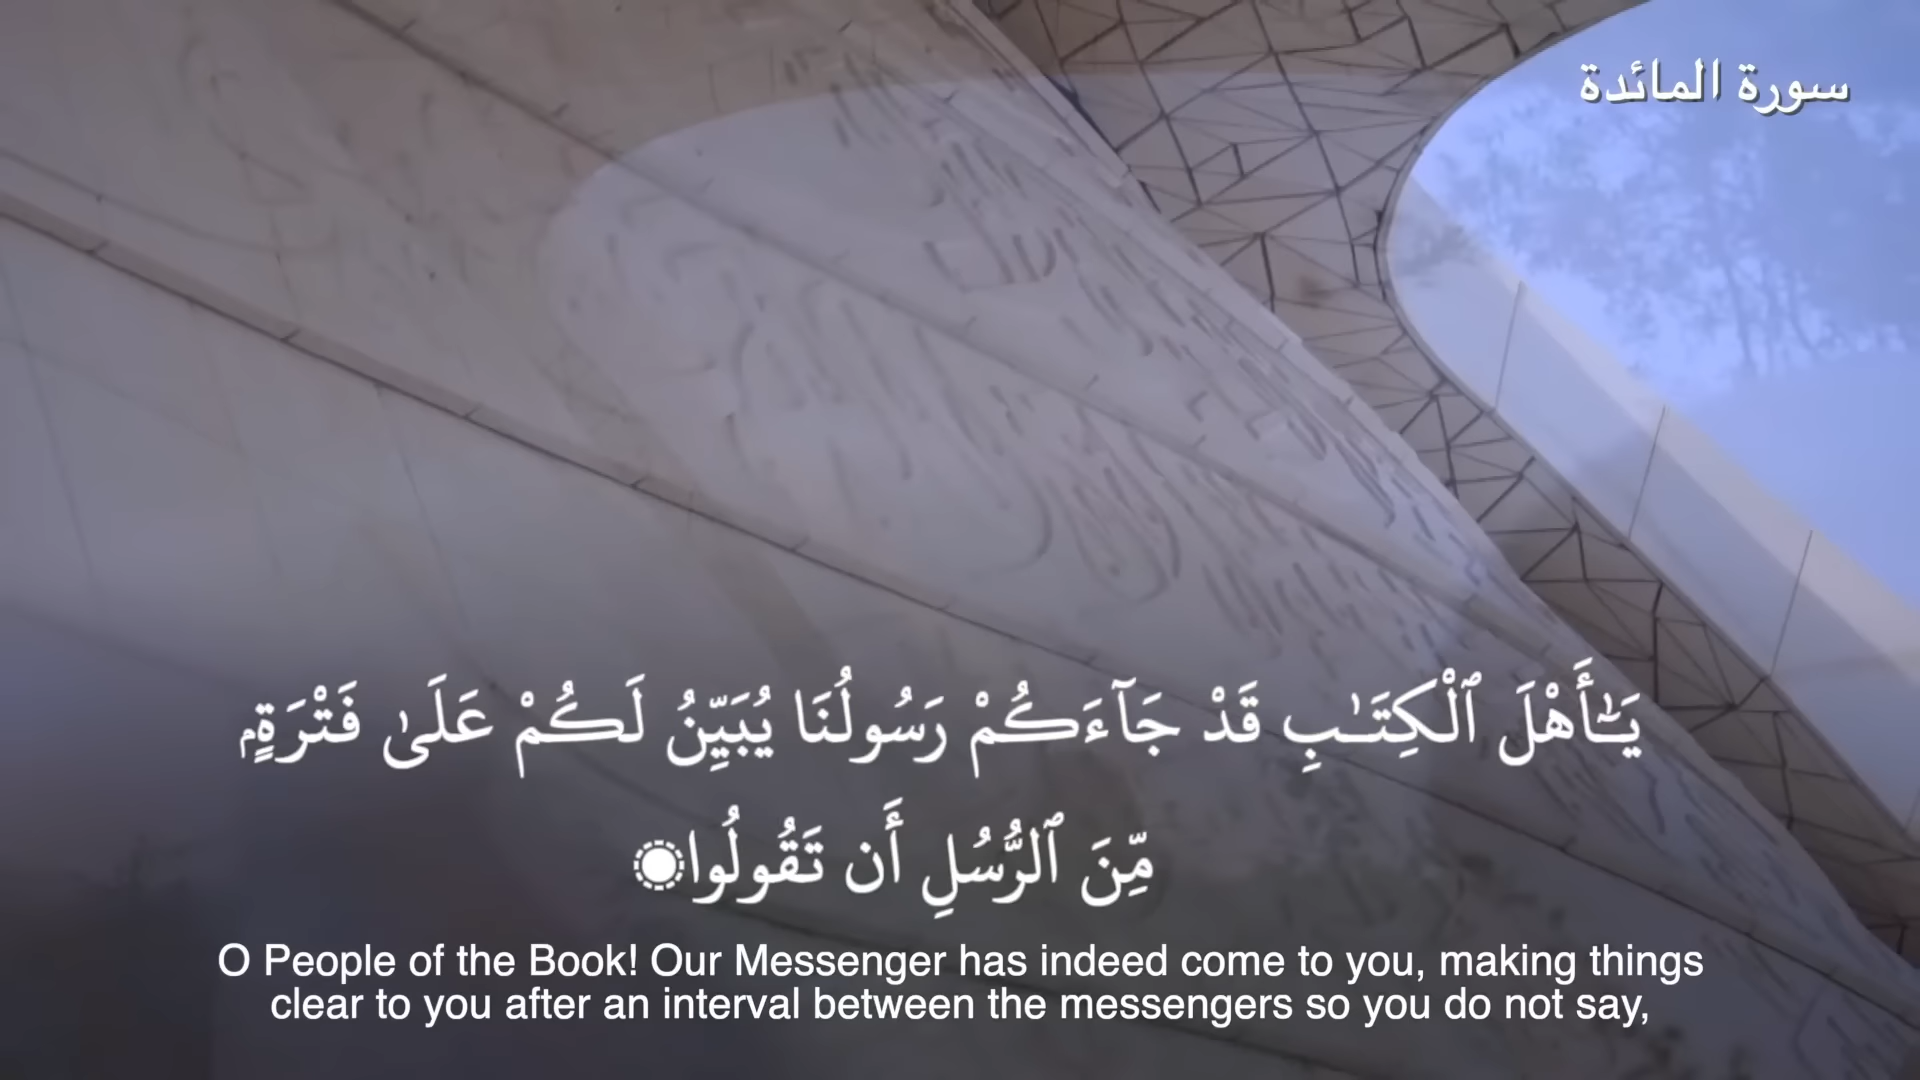 سورة المائدة
يَـٰٓأَهْلَ ٱلْكِتَـٰبِ قَدْ جَآءَكُمْ رَسُولُنَا يُبَيِّنُ لَكُمْ عَلَىٰ فَتْرَةٍۢ
مِّنَ ٱلرُّسُلِ أَن تَقُولُوا۟
O People of the Book! Our Messenger has indeed come to you, making things
clear to you after an interval between the messengers so you do not say,